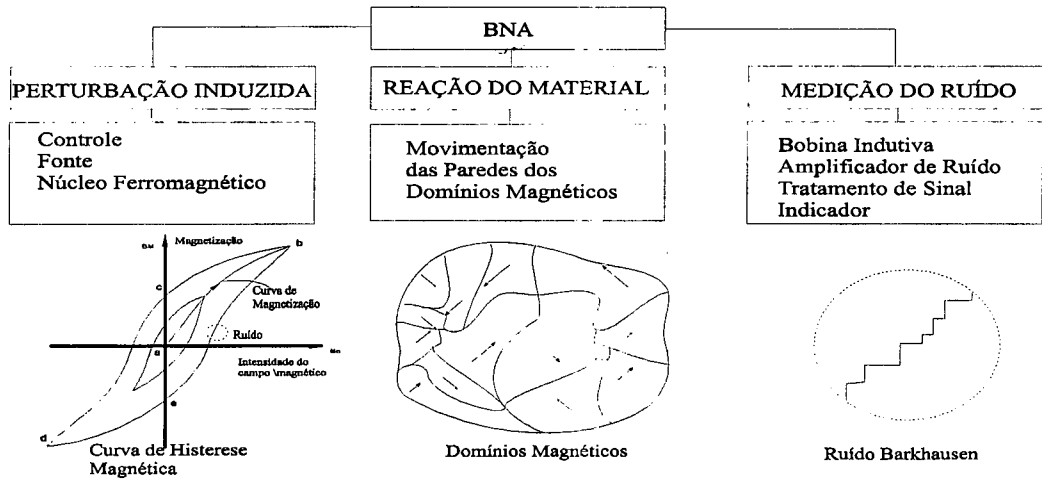 BNA
PERTURBAÇÃO INDUZIDA
Controle
Fonte
Núcleo Ferromagnético
REAÇÃO DO MATERIAL
Movimentação
das Paredes dos
Domínios Magnéticos
MEDIÇÃO DO RUÍDO
Bobina Indutiva
Amplificador de Ruído
Tratamento de Sinal
Indicador
Magnetização
b
c
Curva de
Magnetização
Ruído
a
Intensidade do
campo \magnético
e
d
Curva de Histerese
Magnética
Domínios Magnéticos
Ruído Barkhausen